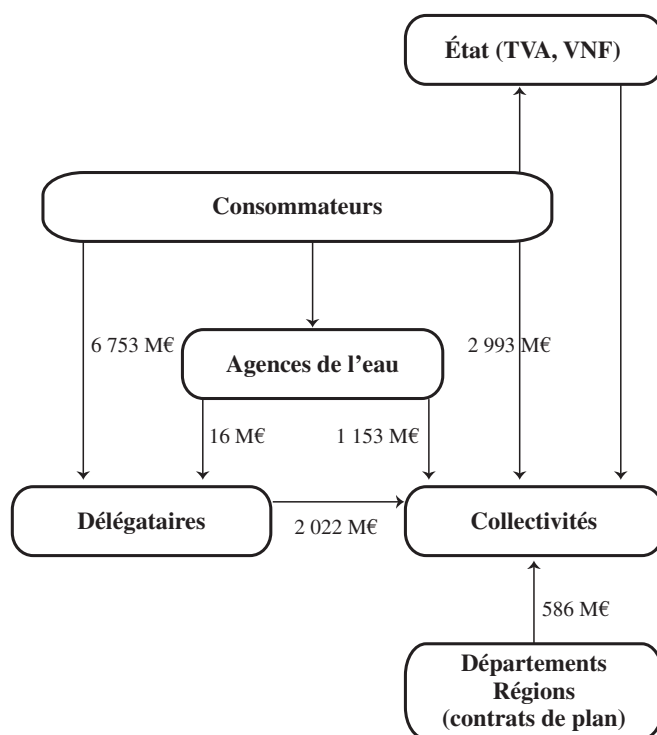 État (TVA, VNF)
Consommateurs
6 753 M€
2 993 M€
Agences de l’eau
16 M€
1 153 M€
Délégataires
2 022 M€
Collectivités
586 M€
Départements
Régions
(contrats de plan)